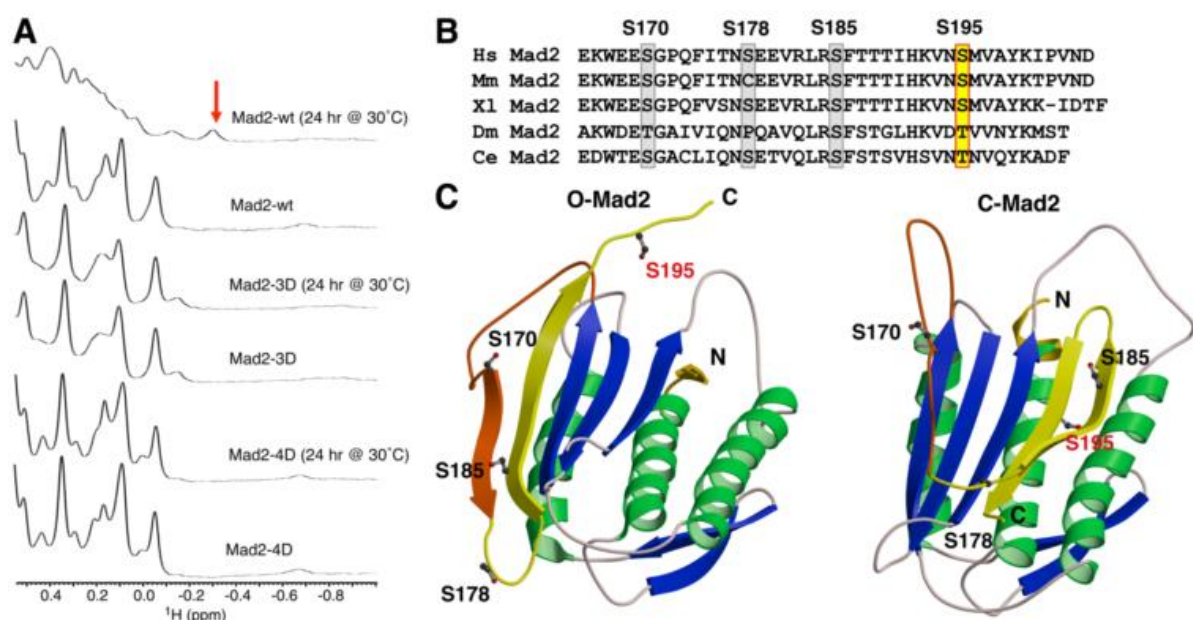 A
Mad2-wt (24 hr @ 30°C)
Mad2-wt
Mad2-3D (24 hr @ 30°C)
Mad2-3D
Mad2-4D (24 hr @ 30°C)
Mad2-4D
0.4 0.2 0.0 -0.2 -0.4 -0.6 -0.8
¹H (ppm)
B
S170 S178 S185 S195
Hs Mad2 EKWEESGPQFITNSEEVRLRSFTTTIHKVNSMVAYKIPVND
Mm Mad2 EKWEESGPQFITNCEEVRLRSFTTTIHKVNSMVAYKTPVND
Xl Mad2 EKWEESGPQFVSNSEEVRLRSFTTTIHKVNSMVAYKK-IDTF
Dm Mad2 AKWDETGAIVIQNPQAVQLRSFSTGLHKVDTVVNYKMST
Ce Mad2 EDWTESGACLIQNSETVQLRSFSTSVHSVNTNVQYKADF
C
O-Mad2
C
S195
S170
N
S185
S178
C-Mad2
N
S170
S185
S195
C
S178